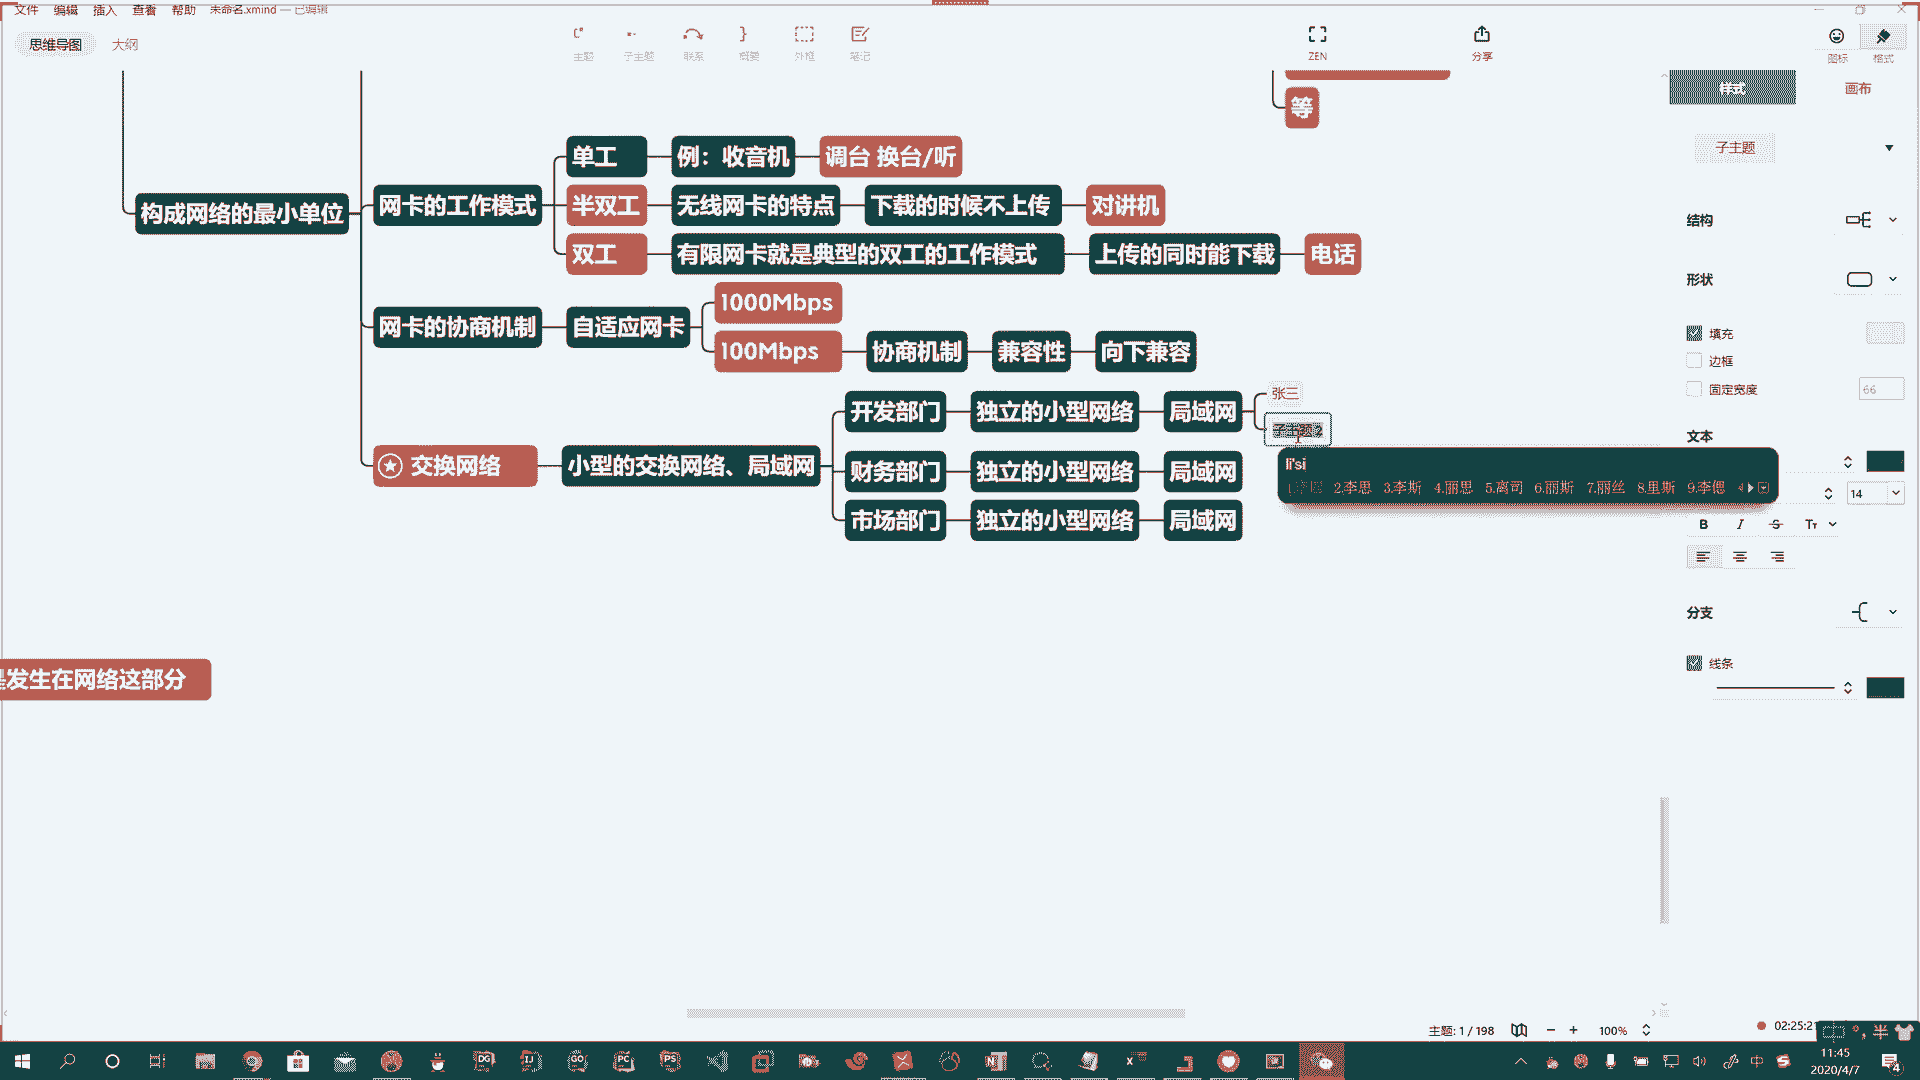 文件 编辑 插入 查看 帮助 未命名.xmind — 已编辑
思维导图 大纲
主题 子主题 联系 概要 外框 笔记 ZEN 分享 图标 格式
样式 画布
等
子主题
单工 例：收音机 调台 换台/听
构成网络的最小单位 网卡的工作模式 半双工 无线网卡的特点 下载的时候不上传 对讲机
结构
双工 有限网卡就是典型的双工的工作模式 上传的同时能下载 电话
形状
1000Mbps
网卡的协商机制 自适应网卡
填充
100Mbps 协商机制 兼容性 向下兼容
边框
固定宽度 66
张三
开发部门 独立的小型网络 局域网
子主题 2
文本
交换网络 小型的交换网络、局域网
li'si
财务部门 独立的小型网络 局域网
2.李思 3.李斯 4.丽思 5.离司 6.丽斯 7.丽丝 8.里斯 9.李偲
14
市场部门 独立的小型网络 局域网
B I S Tт
分支
线条
是发生在网络这部分
主题: 1 / 198 100%
02:25:21
半
DG IJ GO PC PS
中
11:45
2020/4/7
4